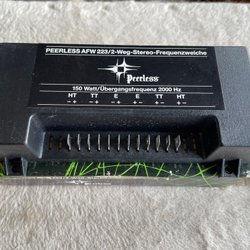 PEERLESS AFW 223/2-Weg-Stereo-Frequenzweiche
Peerless
150 Watt/Übergangsfrequenz 2000 Hz
HT TT E E TT HT
- + - + - + - + - + - +